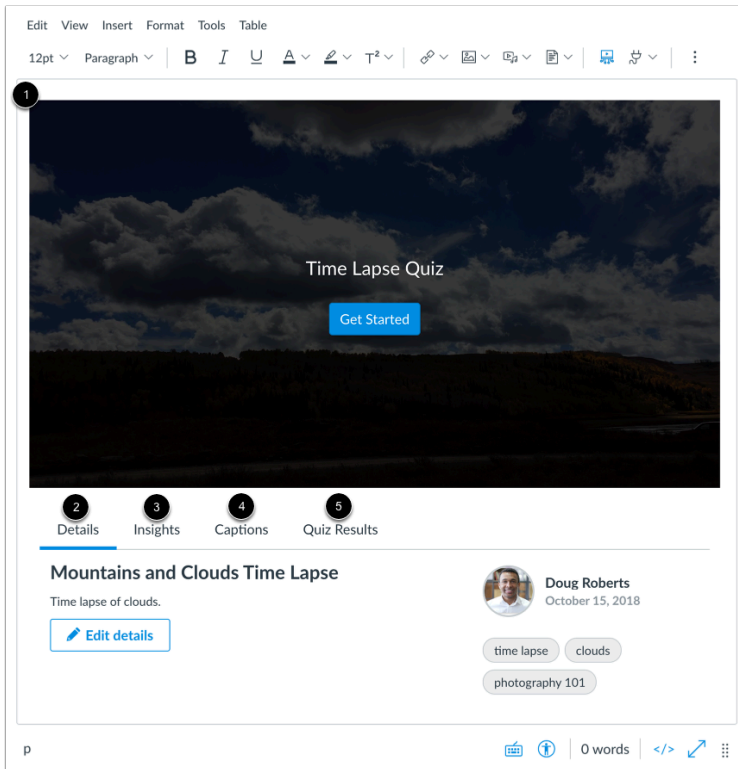 Edit View Insert Format Tools Table
12pt Paragraph B I U A T²
1
Time Lapse Quiz
Get Started
2 3 4 5
Details Insights Captions Quiz Results
Mountains and Clouds Time Lapse
Doug Roberts
Time lapse of clouds.
October 15, 2018
Edit details
time lapse clouds
photography 101
p 0 words </>